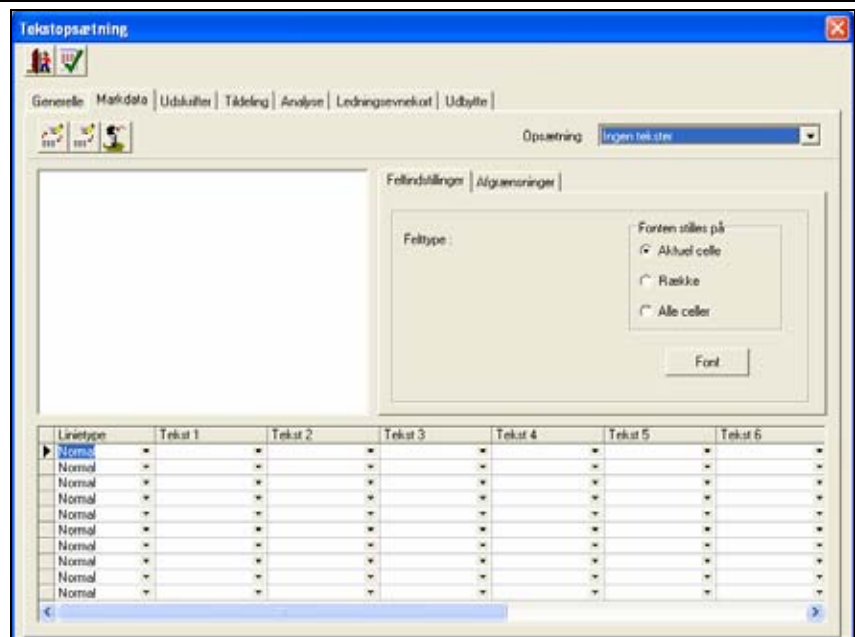 Tekstopsætning
Generelle Markdata Udskrifter Tildeling Analyse Ledningsevnekort Udbytte
Opsætning Ingen tekster
Feltindstillinger Afgrænsninger
Felttype :
Fonten stilles på
Aktuel celle
Række
Alle celler
Font
Linietype Tekst 1 Tekst 2 Tekst 3 Tekst 4 Tekst 5 Tekst 6
Normal
Normal
Normal
Normal
Normal
Normal
Normal
Normal
Normal
Normal